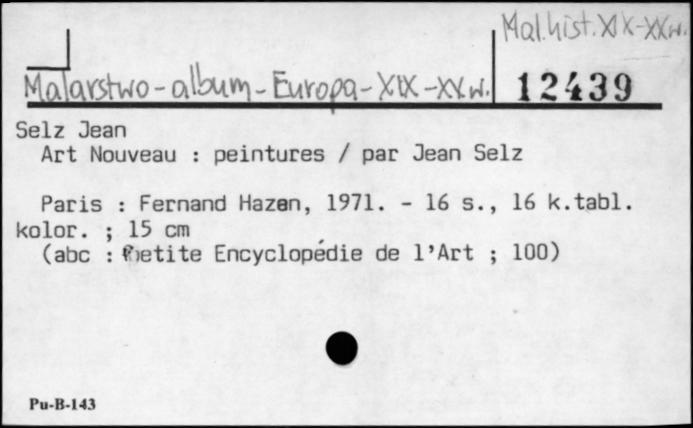 Mal.hist.XIX-XXw.
Malarstwo-album-Europa-XIX-XXw. 12439
Selz Jean
Art Nouveau : peintures / par Jean Selz
Paris : Fernand Hazan, 1971. - 16 s., 16 k.tabl.
kolor. ; 15 cm
(abc : Petite Encyclopédie de l'Art ; 100)
Pu-B-143